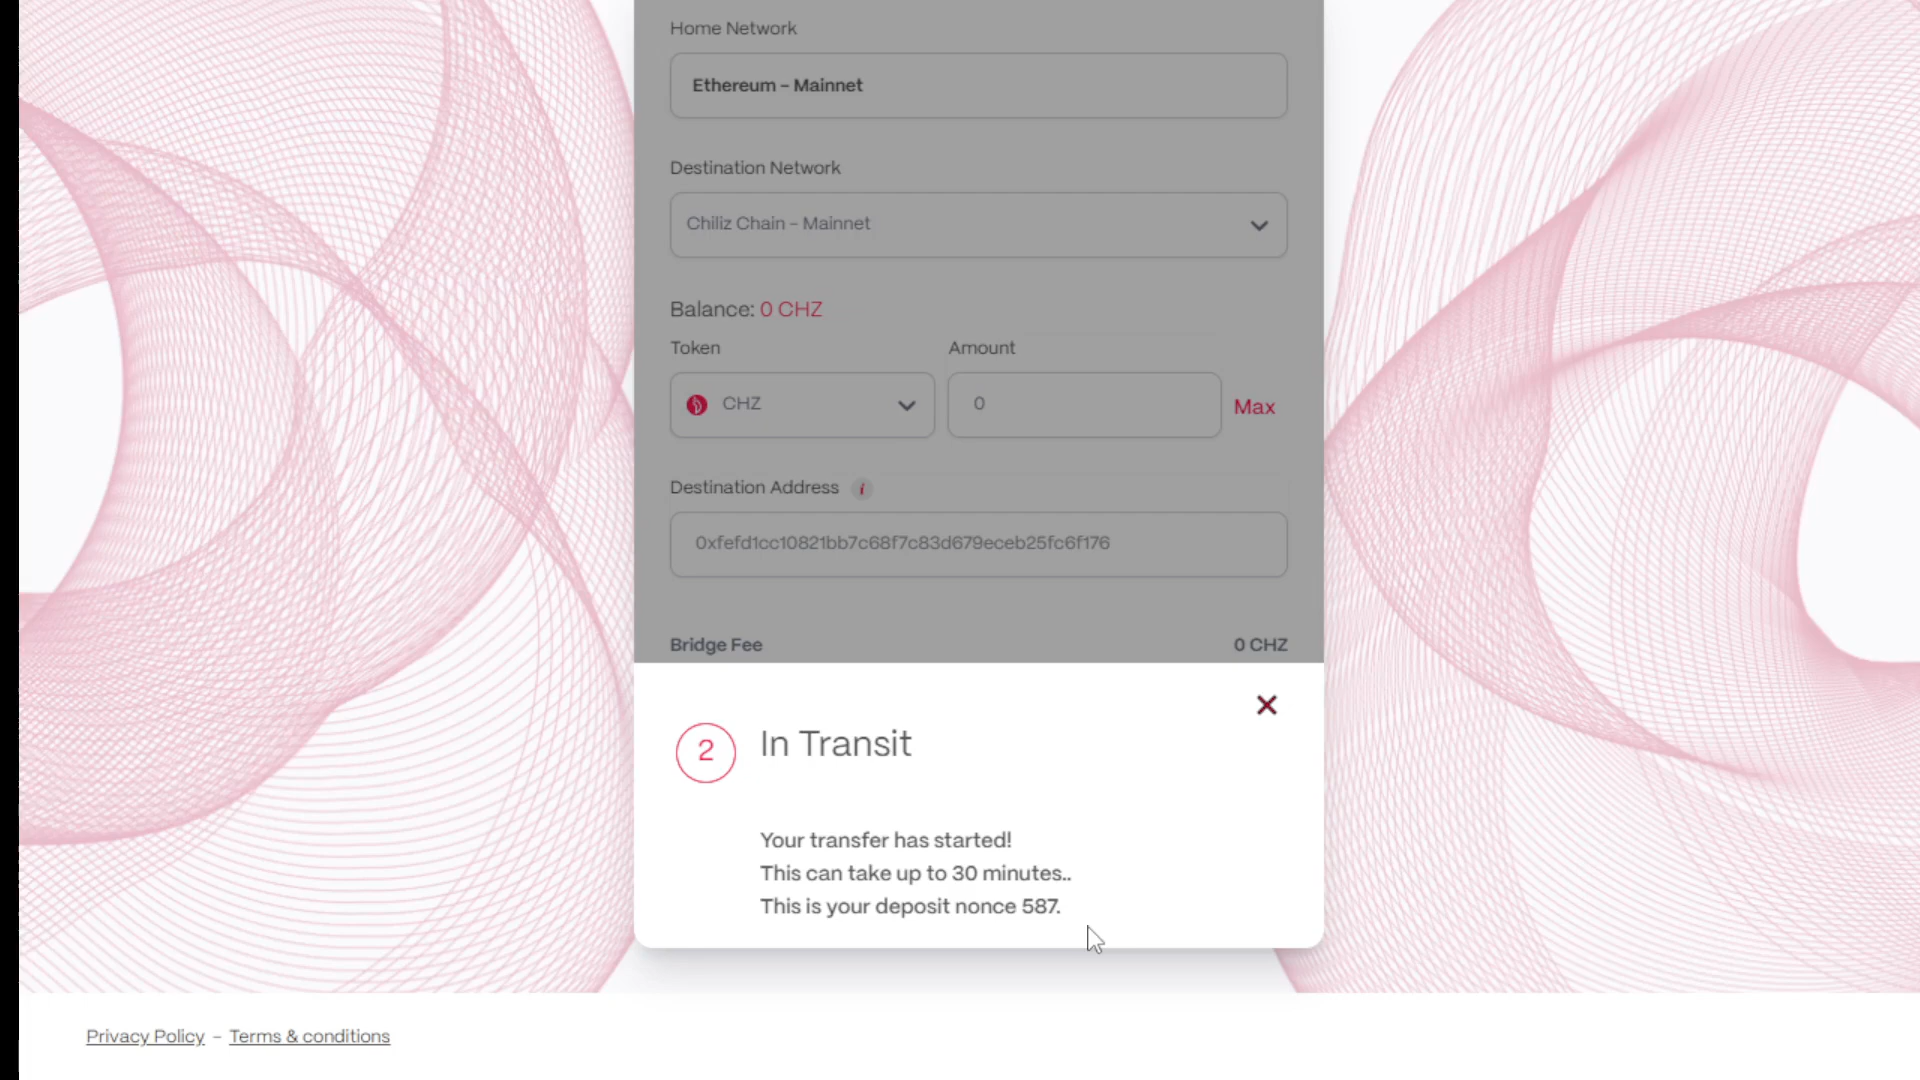 Home Network
Ethereum - Mainnet
Destination Network
Chiliz Chain - Mainnet
Balance: 0 CHZ
Token Amount
CHZ 0 Max
Destination Address i
0xfefd1cc10821bb7c68f7c83d679eceb25fc6f176
Bridge Fee 0 CHZ
2 In Transit
Your transfer has started!
This can take up to 30 minutes..
This is your deposit nonce 587.
Privacy Policy - Terms & conditions